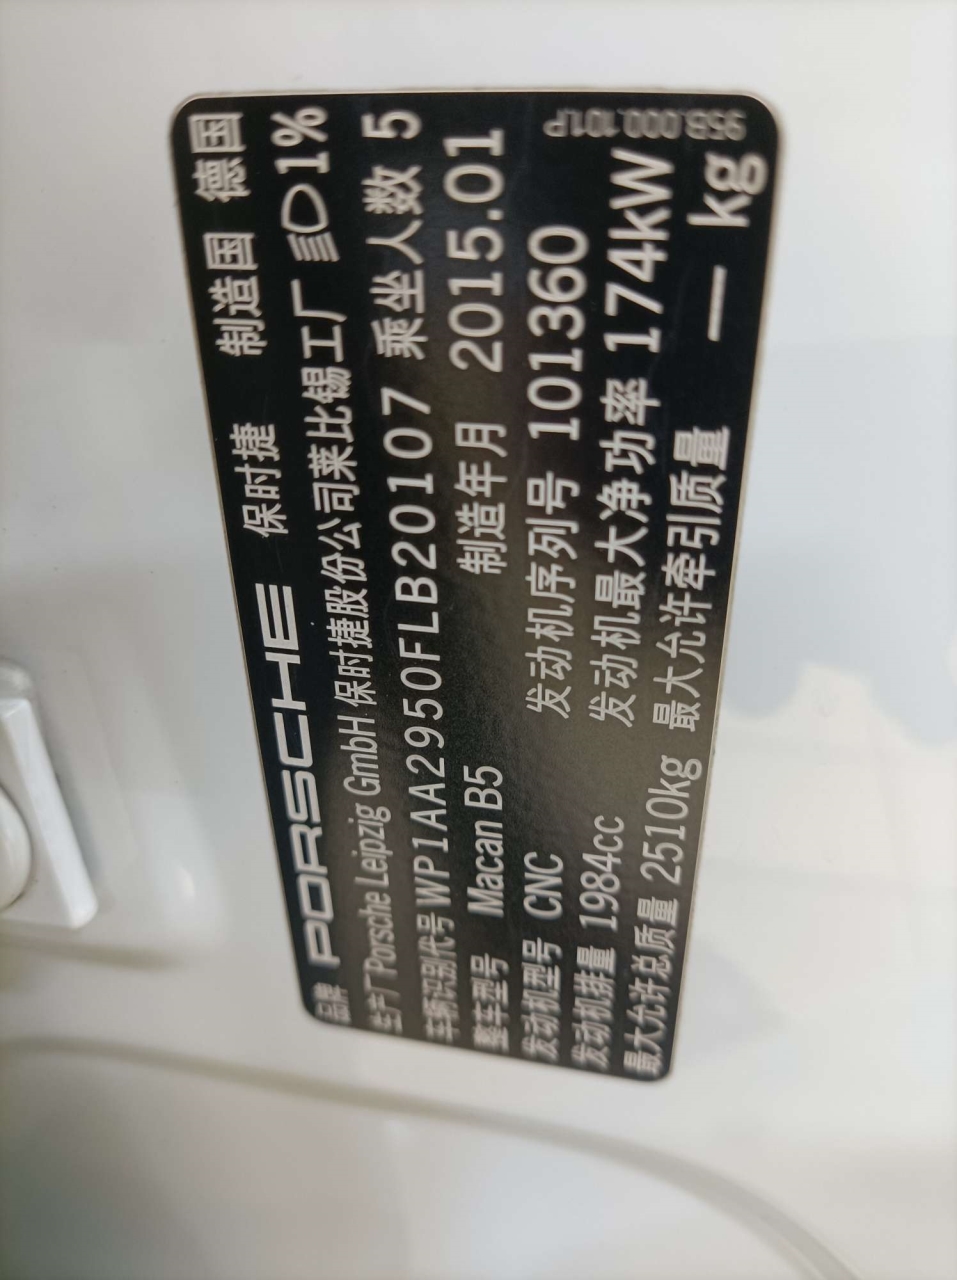 品牌 PORSCHE 保时捷 制造国 德国
生产厂 Porsche Leipzig GmbH 保时捷股份公司莱比锡工厂 1%
车辆识别代号 WP1AA2950FLB20107 乘坐人数 5
整车型号 Macan B5 制造年月 2015.01
发动机型号 CNC 发动机序列号 101360
发动机排量 1984cc 发动机最大净功率 174kW
最大允许总质量 2510kg 最大允许牵引质量 — kg
95B.000.101.P